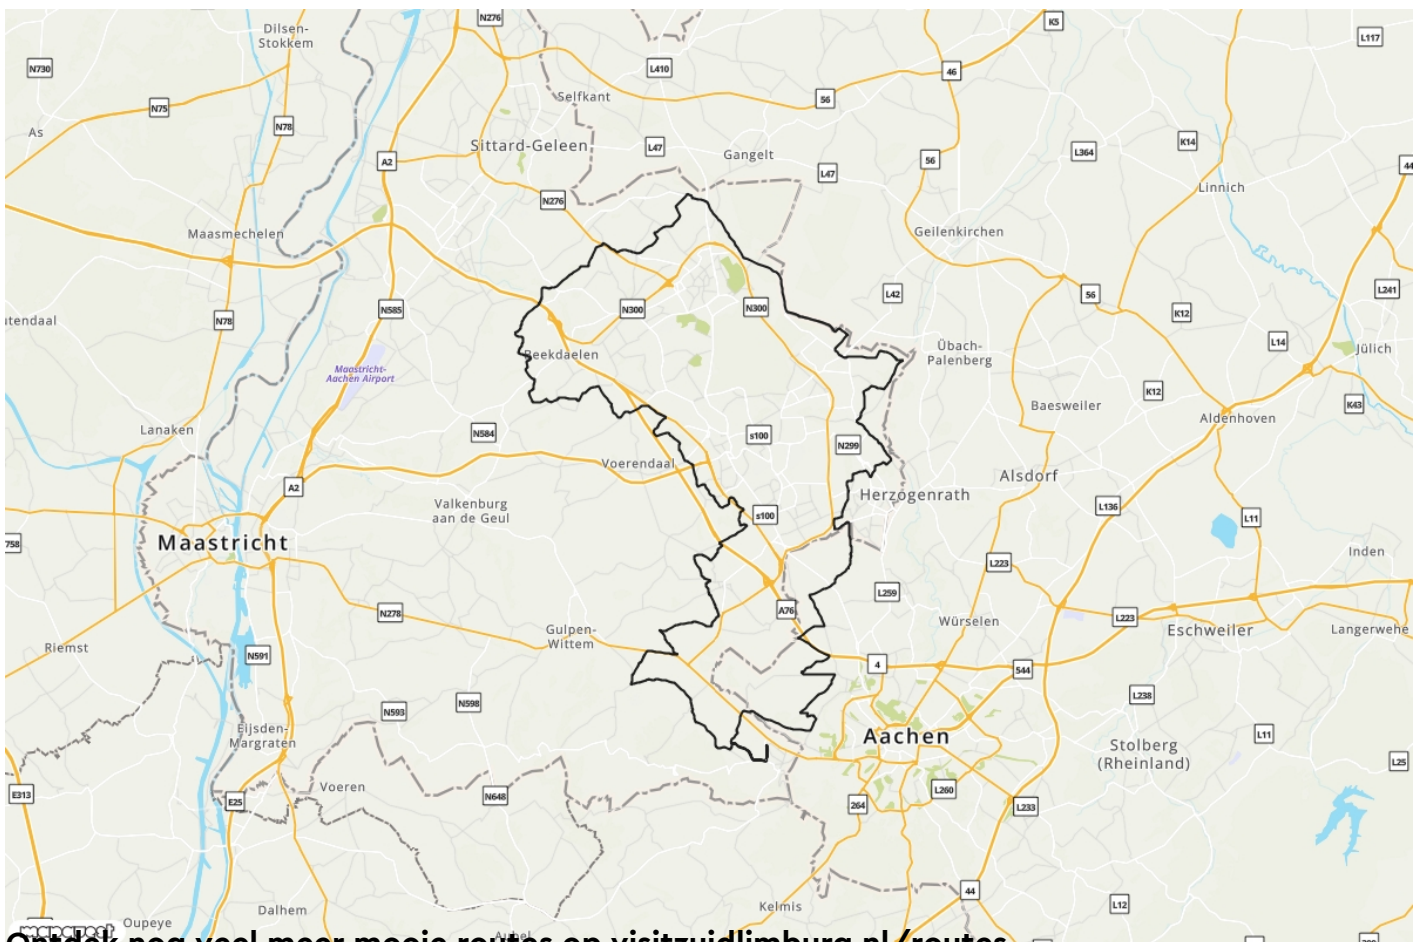 N276
K5
Dilsen-
Stokkem
L117
N730
L410
46
Selfkant
56
N75
N78
As
Sittard-Geleen
L47
Gangelt
56
L364
K14
A2
L47
44
Linnich
N276
Maasmechelen
Geilenkirchen
L42
56
L241
N585
N300
N300
K12
N78
utendaal
L14
Jülich
Beekdaelen
Übach-
Palenberg
Maastricht-
Aachen Airport
K12
K43
Baesweiler
Aldenhoven
Lanaken
N584
s100
N299
Voerendaal
Alsdorf
A2
Herzogenrath
Valkenburg
aan de Geul
L136
s100
L11
758
Maastricht
Inden
L223
L259
N278
A76
L223
Würselen
Eschweiler
Langerwehe
Gulpen-
Wittem
Riemst
N591
4
544
L238
N598
N593
Eijsden-
Margraten
Aachen
L11
Stolberg
(Rheinland)
L25
Voeren
E313
E25
N648
L260
264
L233
44
L12
Kelmis
Dalhem
Oupeye
mapquest
Aubel
Ontdek nog veel meer mooie routes op visitzuidlimburg.nl/routes